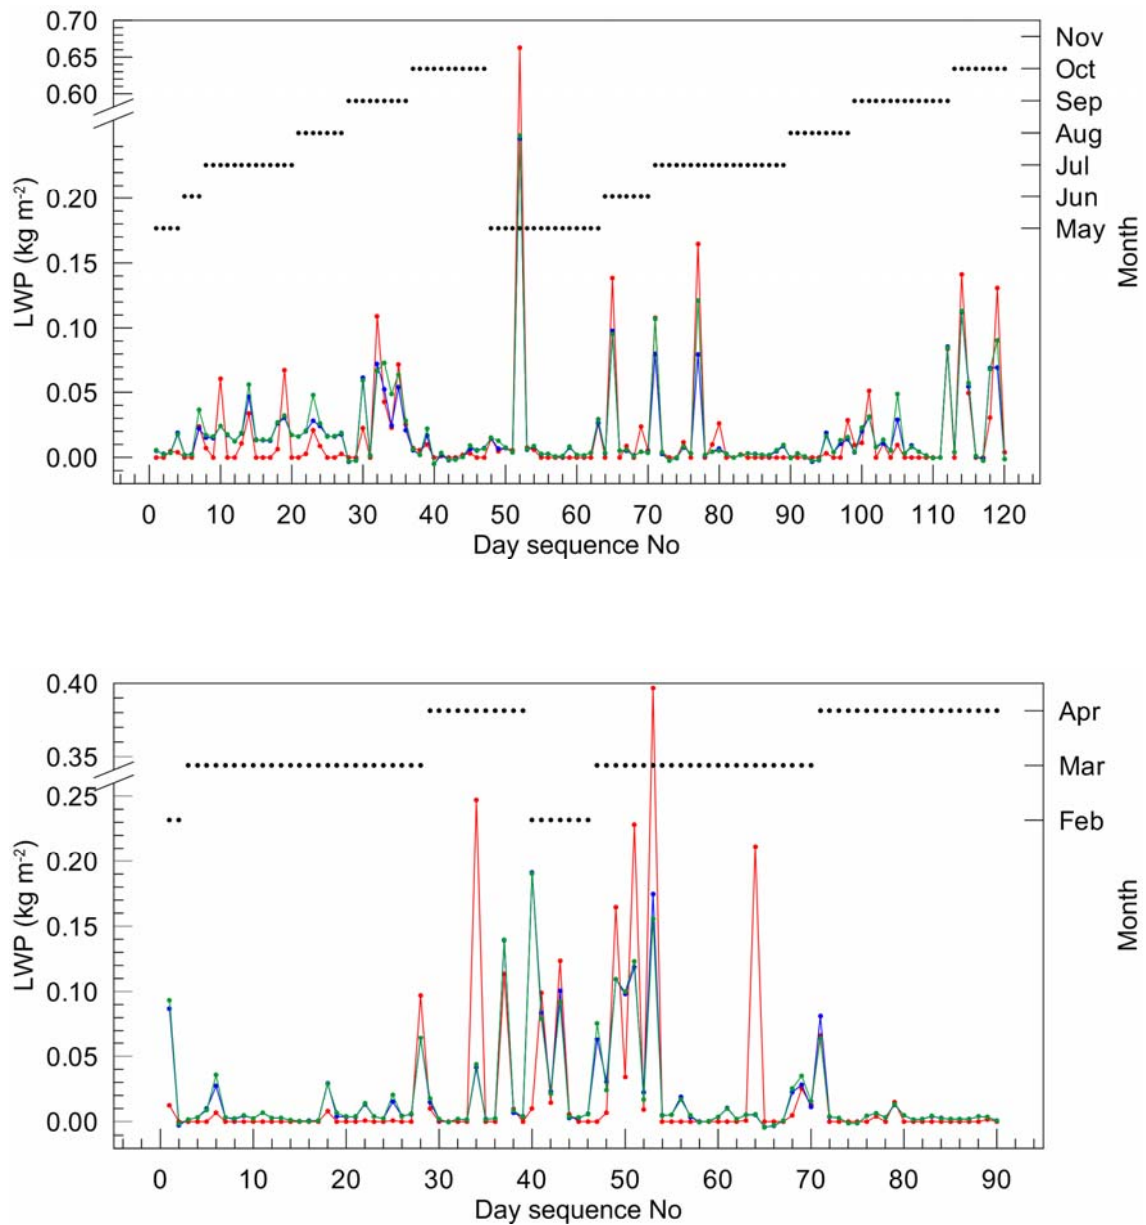 0.70
0.65
0.60
0.20
0.15
0.10
0.05
0.00
LWP (kg m-2)
Nov
Oct
Sep
Aug
Jul
Jun
May
Month
0 10 20 30 40 50 60 70 80 90 100 110 120
Day sequence No
0.40
0.35
0.25
0.20
0.15
0.10
0.05
0.00
LWP (kg m-2)
Apr
Mar
Feb
Month
0 10 20 30 40 50 60 70 80 90
Day sequence No